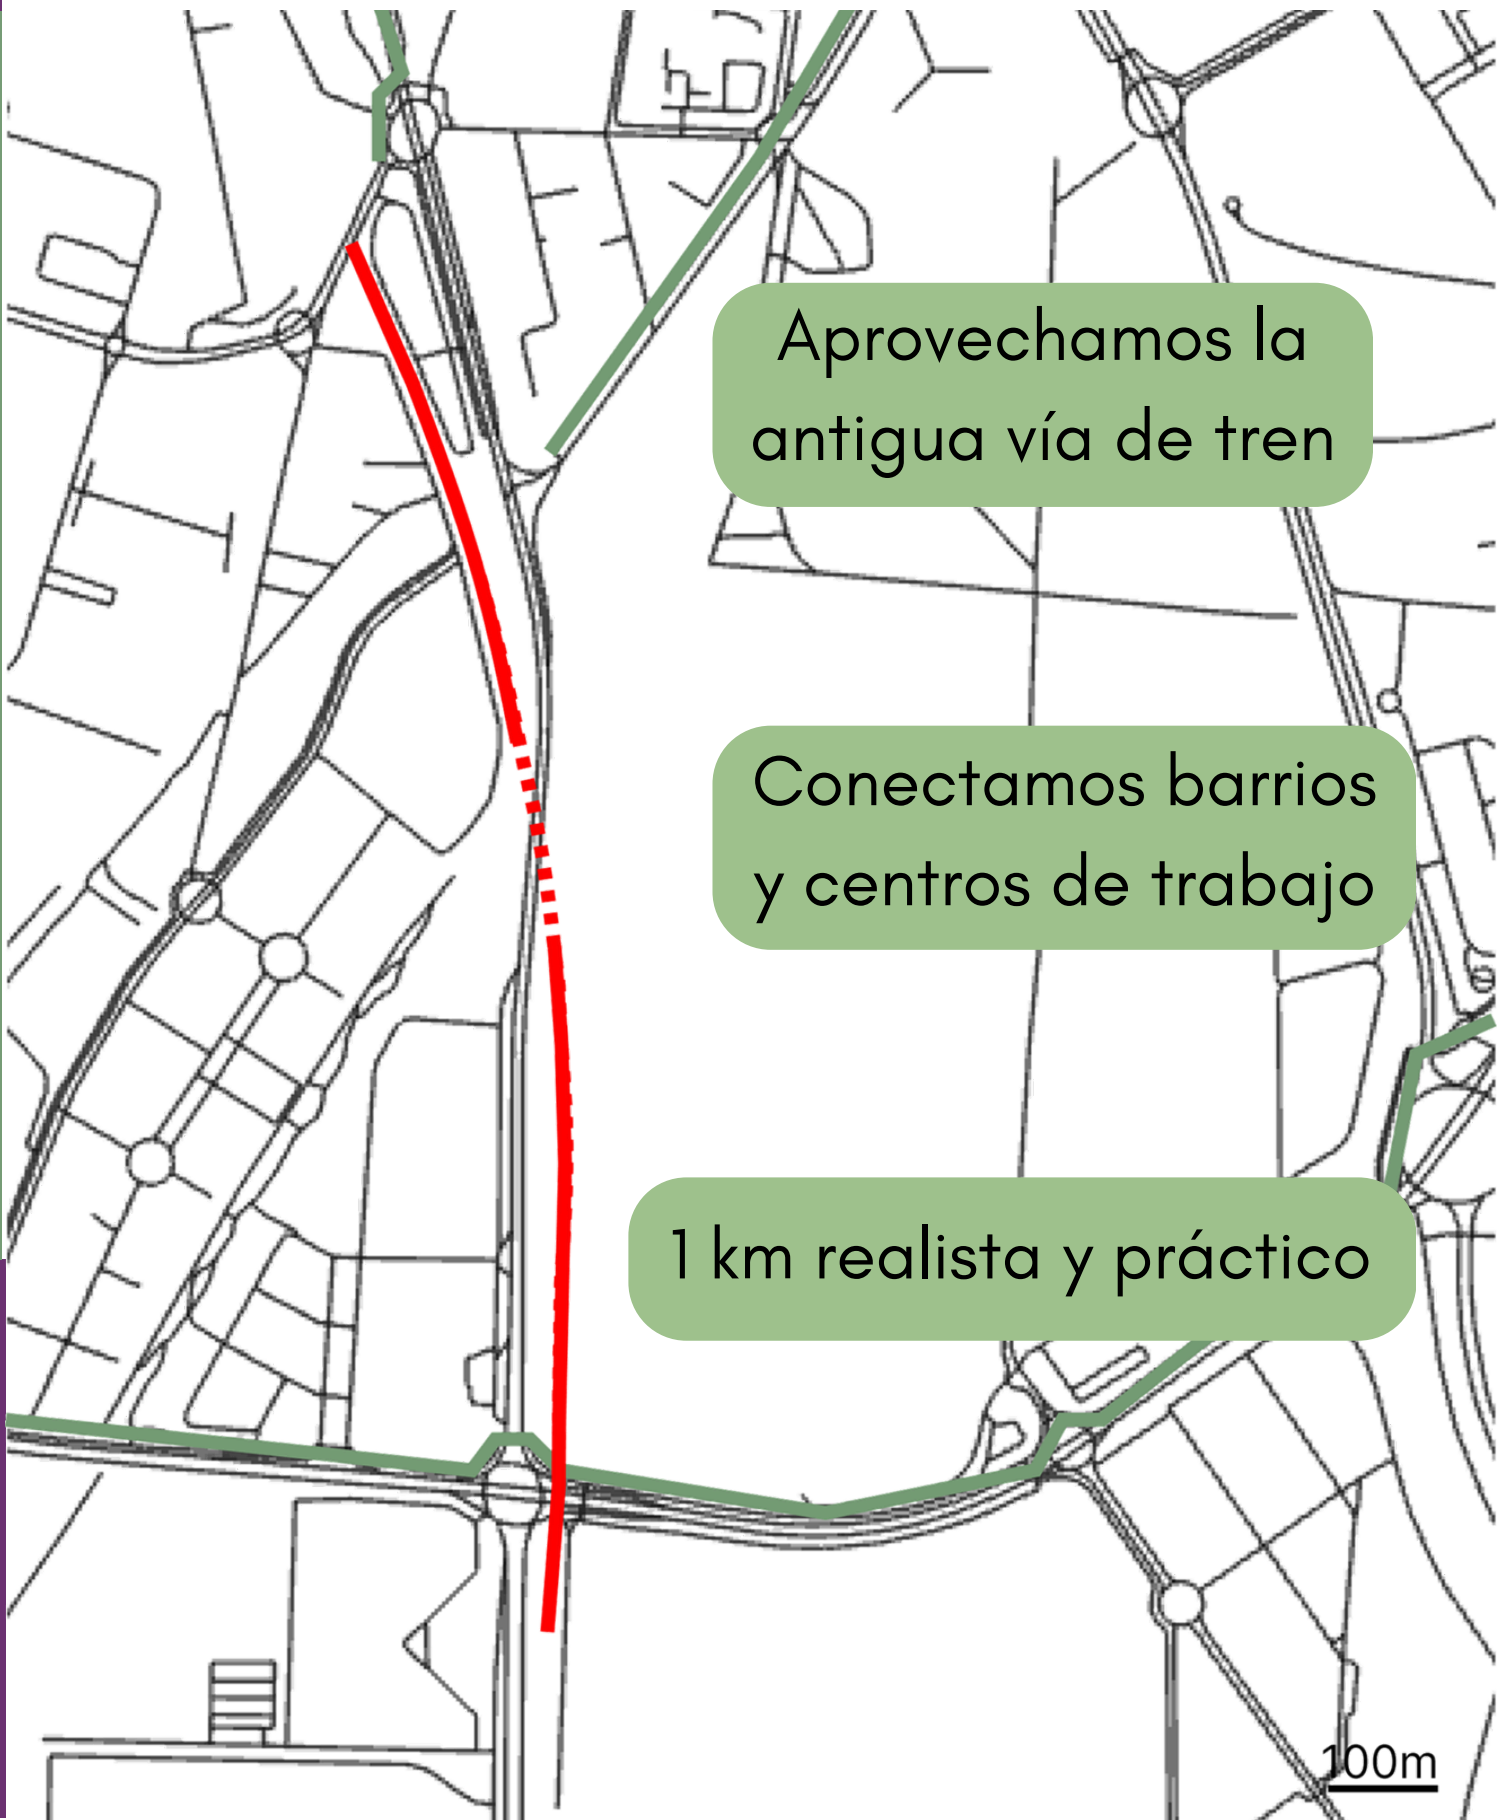 Aprovechamos la
antigua vía de tren
Conectamos barrios
y centros de trabajo
1 km realista y práctico
100m